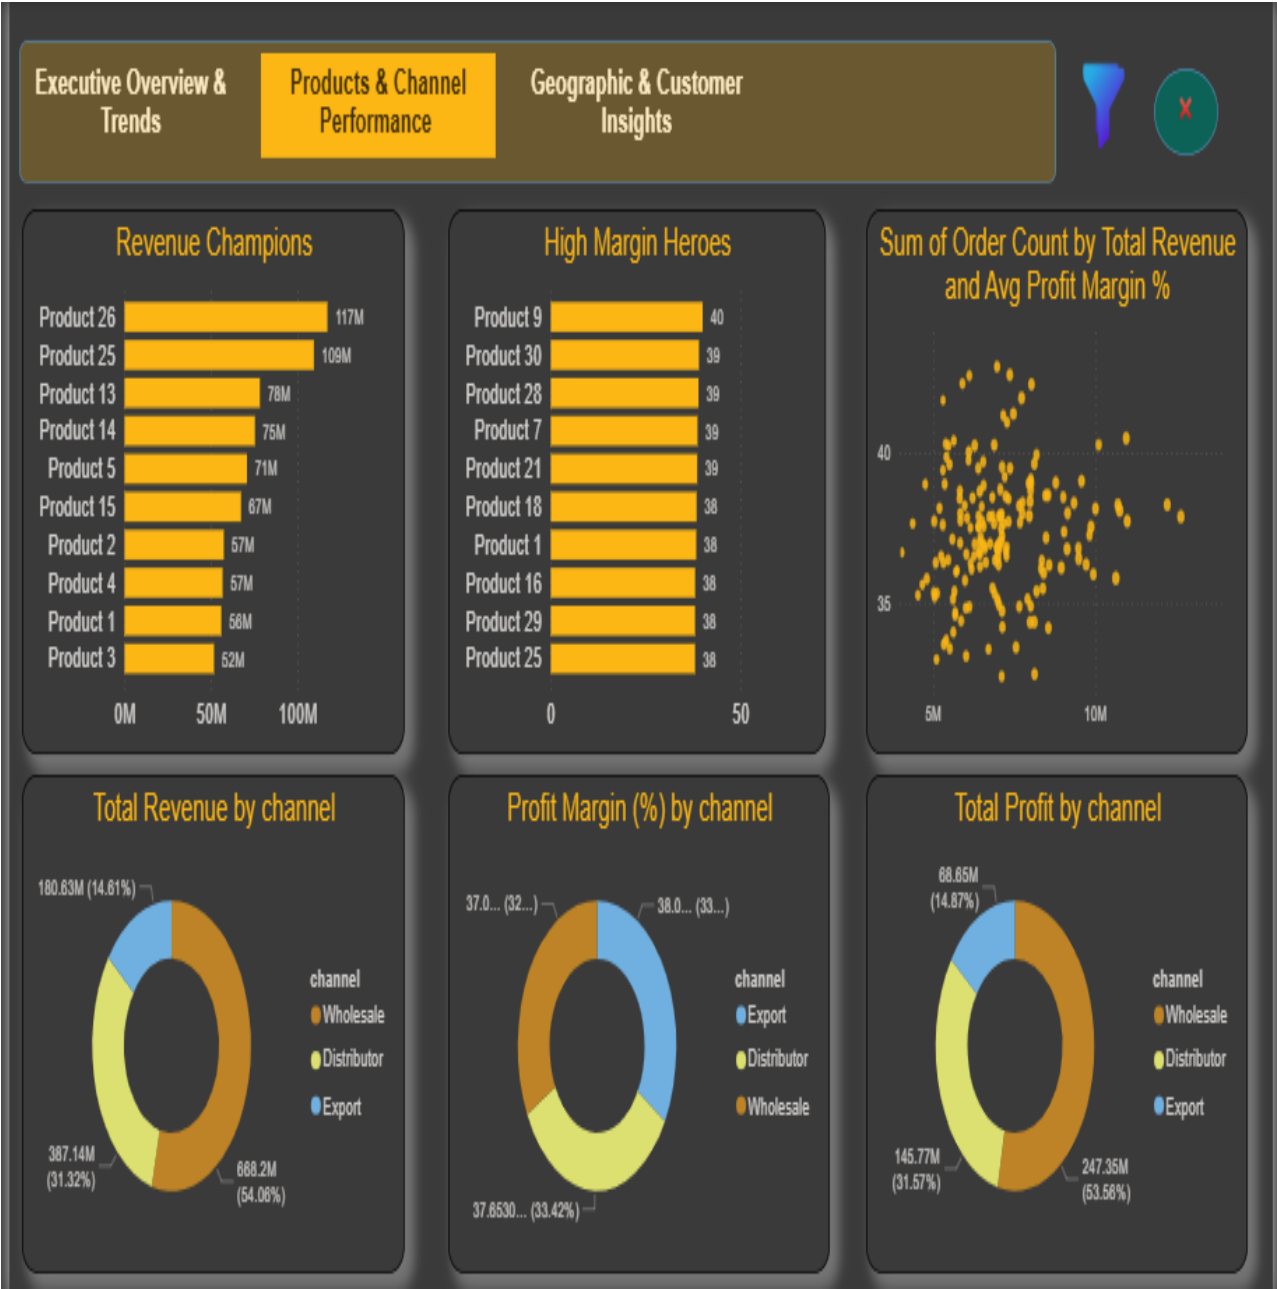 Executive Overview &
Trends
Products & Channel
Performance
Geographic & Customer
Insights
X
Revenue Champions
Product 26 117M
Product 25 109M
Product 13 78M
Product 14 75M
Product 5 71M
Product 15 67M
Product 2 57M
Product 4 57M
Product 1 56M
Product 3 52M
0M 50M 100M
High Margin Heroes
Product 9 40
Product 30 39
Product 28 39
Product 7 39
Product 21 39
Product 18 38
Product 1 38
Product 16 38
Product 29 38
Product 25 38
0 50
Sum of Order Count by Total Revenue
and Avg Profit Margin %
40
35
5M 10M
Total Revenue by channel
180.63M (14.61%)
387.14M
(31.32%)
668.2M
(54.06%)
channel
Wholesale
Distributor
Export
Profit Margin (%) by channel
37.0... (32...)
38.0... (33...)
37.6530... (33.42%)
channel
Export
Distributor
Wholesale
Total Profit by channel
68.65M
(14.87%)
145.77M
(31.57%)
247.35M
(53.56%)
channel
Wholesale
Distributor
Export